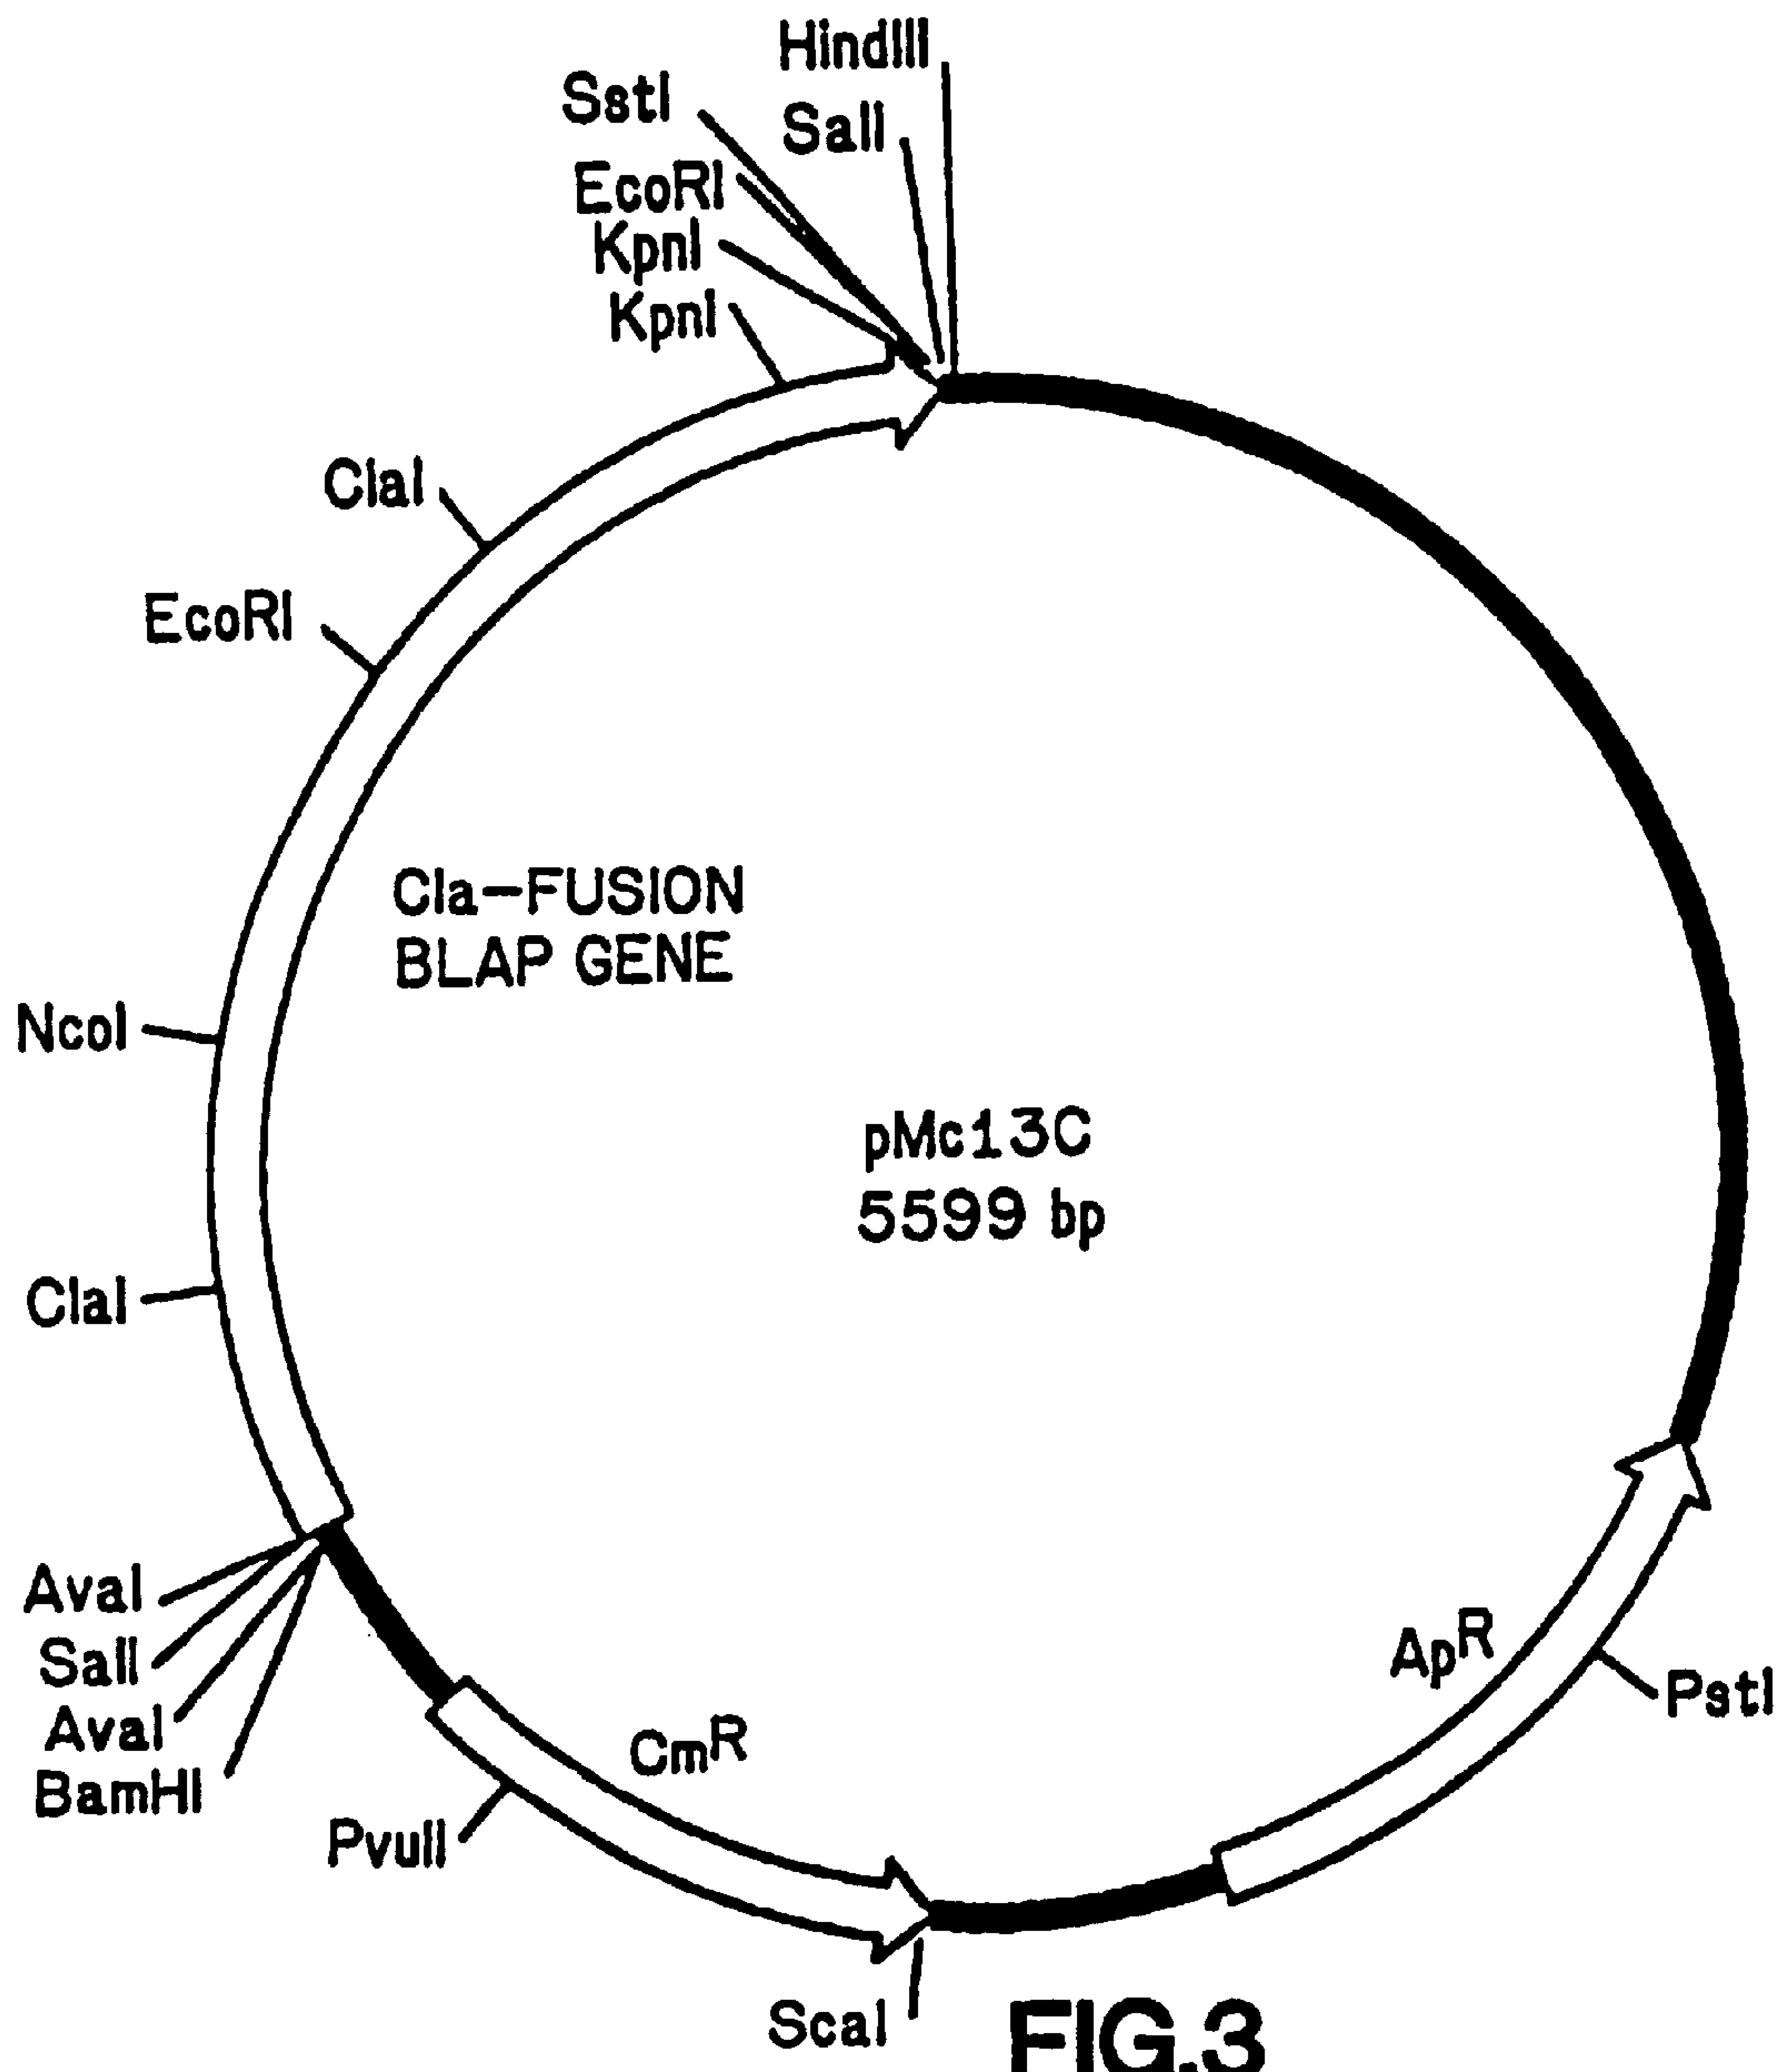 HindIII
SstI
SalI
EcoRI
KpnI
KpnI
ClaI
EcoRI
Cla-FUSION
BLAP GENE
NcoI
pMc13C
5599 bp
ClaI
AvaI
SalI
AvaI
BamHI
ApR
PstI
CmR
PvuII
ScaI
FIG.3